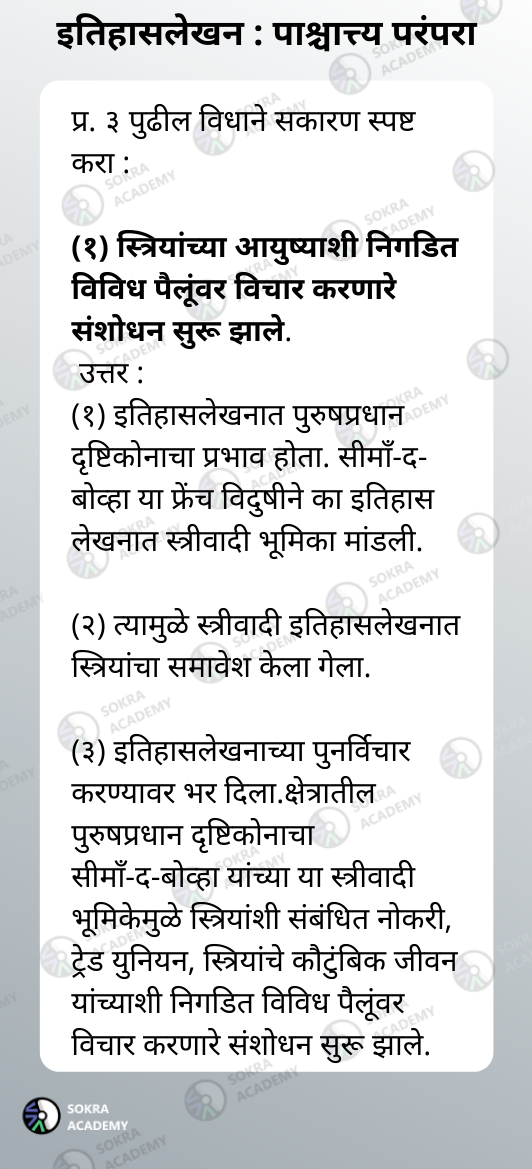 इतिहासलेखन : पाश्चात्त्य परंपरा
प्र. ३ पुढील विधाने सकारण स्पष्ट
करा :
(१) स्त्रियांच्या आयुष्याशी निगडित
विविध पैलूंवर विचार करणारे
संशोधन सुरू झाले.
उत्तर :
(१) इतिहासलेखनात पुरुषप्रधान
दृष्टिकोनाचा प्रभाव होता. सीमाँ-द-
बोव्हा या फ्रेंच विदुषीने का इतिहास
लेखनात स्त्रीवादी भूमिका मांडली.
(२) त्यामुळे स्त्रीवादी इतिहासलेखनात
स्त्रियांचा समावेश केला गेला.
(३) इतिहासलेखनाच्या पुनर्विचार
करण्यावर भर दिला.क्षेत्रातील
पुरुषप्रधान दृष्टिकोनाचा
सीमाँ-द-बोव्हा यांच्या या स्त्रीवादी
भूमिकेमुळे स्त्रियांशी संबंधित नोकरी,
ट्रेड युनियन, स्त्रियांचे कौटुंबिक जीवन
यांच्याशी निगडित विविध पैलूंवर
विचार करणारे संशोधन सुरू झाले.
SOKRA
ACADEMY